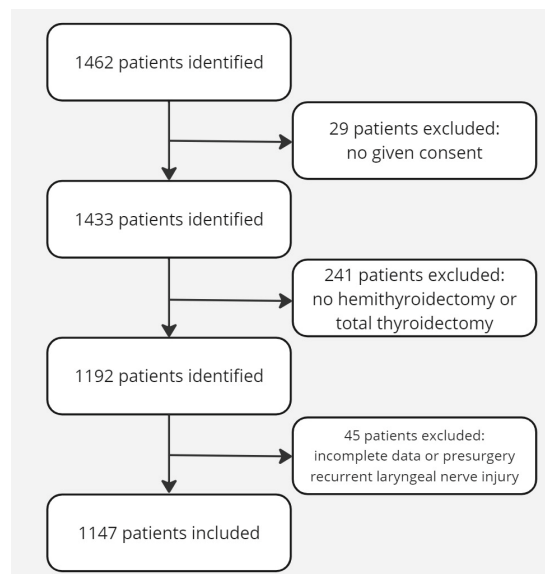 1462 patients identified
29 patients excluded:
no given consent
1433 patients identified
241 patients excluded:
no hemithyroidectomy or
total thyroidectomy
1192 patients identified
45 patients excluded:
incomplete data or presurgery
recurrent laryngeal nerve injury
1147 patients included